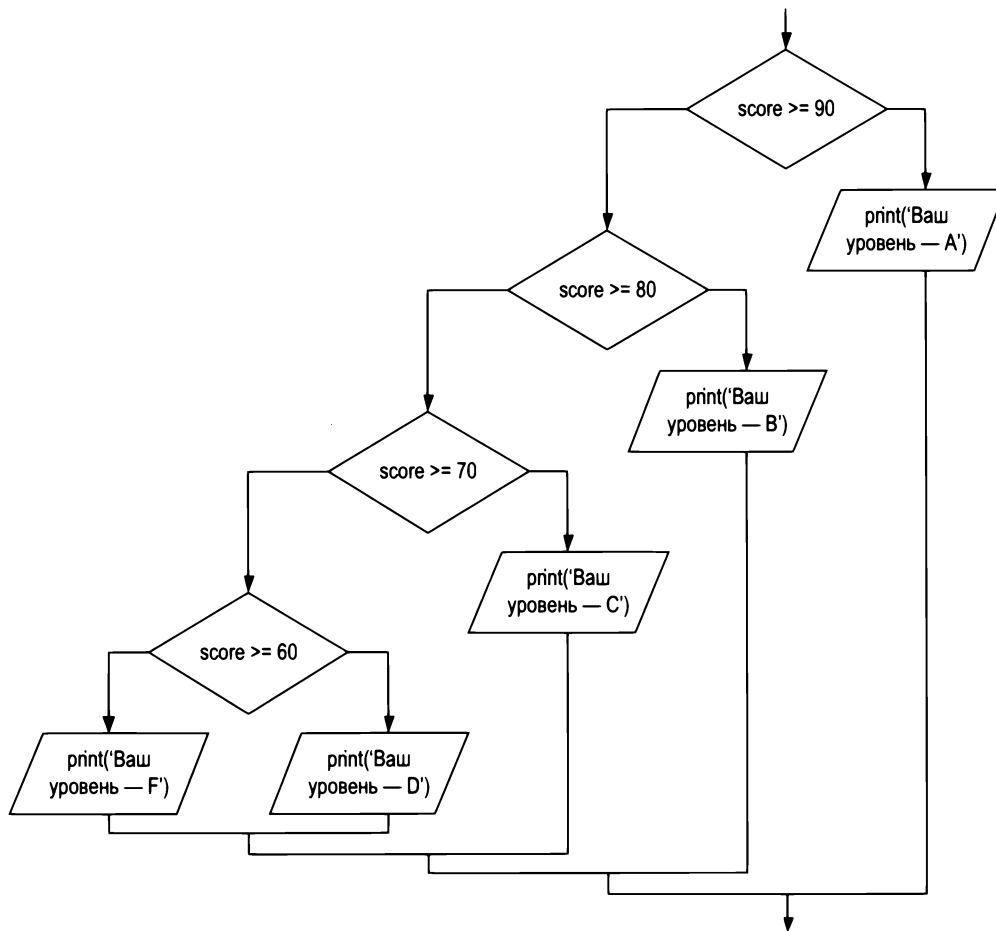 score >= 90
print(‘Ваш
уровень — A’)
score >= 80
print(‘Ваш
уровень — B’)
score >= 70
print(‘Ваш
уровень — C’)
score >= 60
print(‘Ваш
уровень — F’)
print(‘Ваш
уровень — D’)